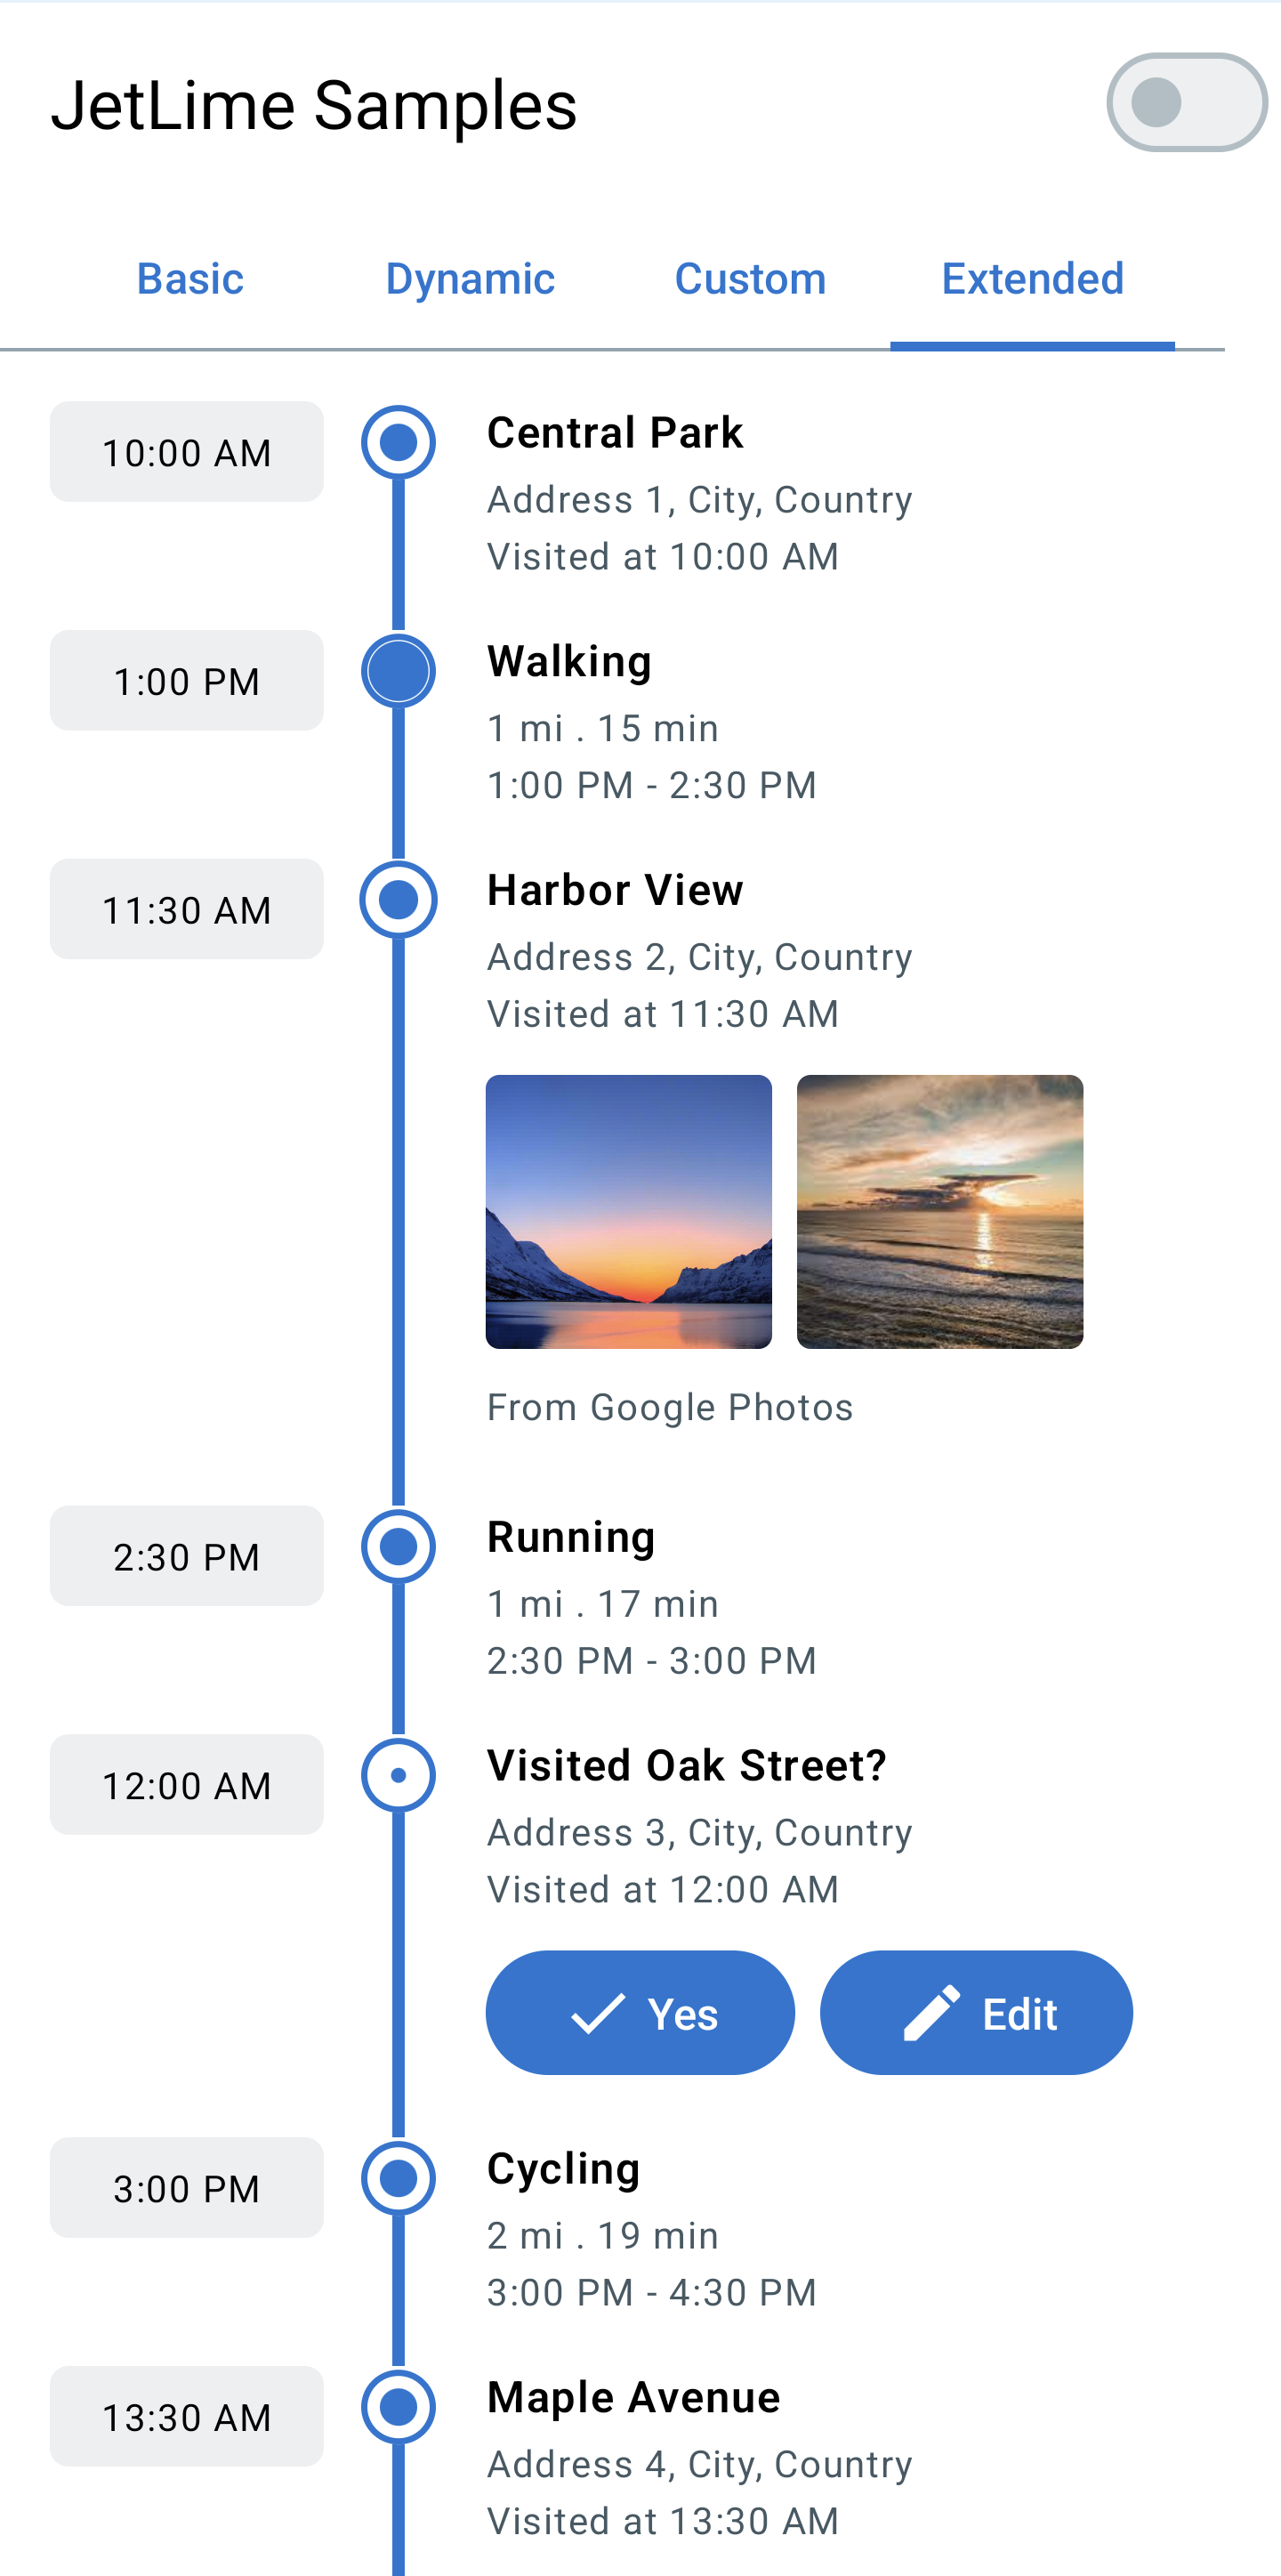 JetLime Samples
Basic Dynamic Custom Extended
10:00 AM
Central Park
Address 1, City, Country
Visited at 10:00 AM
1:00 PM
Walking
1 mi . 15 min
1:00 PM - 2:30 PM
11:30 AM
Harbor View
Address 2, City, Country
Visited at 11:30 AM
From Google Photos
2:30 PM
Running
1 mi . 17 min
2:30 PM - 3:00 PM
12:00 AM
Visited Oak Street?
Address 3, City, Country
Visited at 12:00 AM
Yes Edit
3:00 PM
Cycling
2 mi . 19 min
3:00 PM - 4:30 PM
13:30 AM
Maple Avenue
Address 4, City, Country
Visited at 13:30 AM